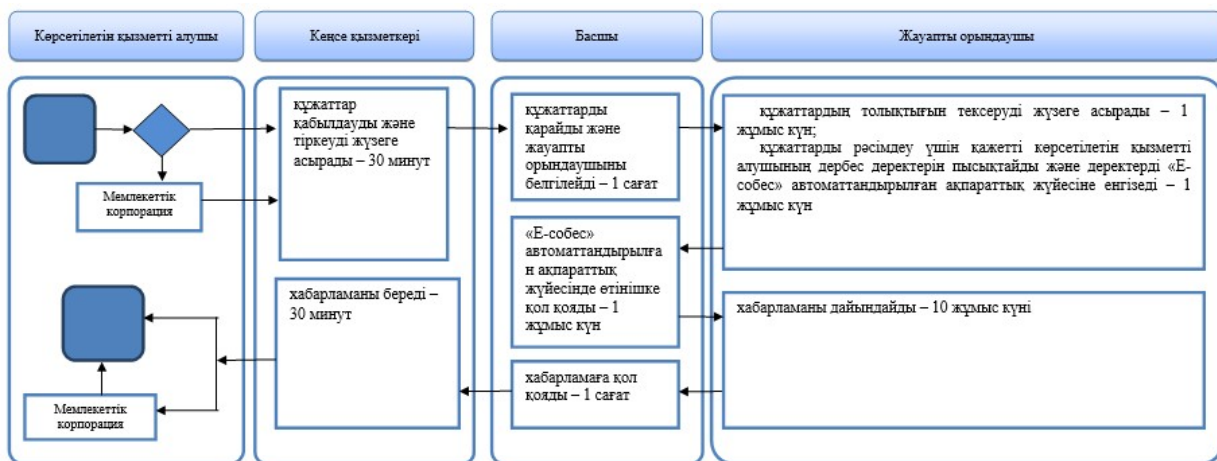 Көрсетілетін қызметті алушы
Кеңсе қызметкері
Басшы
Жауапты орындаушы
Мемлекеттік
корпорация
құжаттар
қабылдауды және
тіркеуді жүзеге
асырады – 30 минут
құжаттарды
қарайды және
жауапты
орындаушыны
белгілейді – 1 сағат
құжаттардың толықтығын тексеруді жүзеге асырады – 1
жұмыс күн;
құжаттарды рәсімдеу үшін қажетті көрсетілетін қызметті
алушының дербес деректерін пысықтайды және деректерді «Е-
собес» автоматтандырылған ақпараттық жүйесіне енгізеді – 1
жұмыс күн
«Е-собес»
автоматтандырылға
н ақпараттық
жүйесінде өтінішке
қол қояды – 1
жұмыс күн
хабарламаны дайындайды – 10 жұмыс күні
хабарламаға қол
қояды – 1 сағат
хабарламаны береді –
30 минут
Мемлекеттік
корпорация